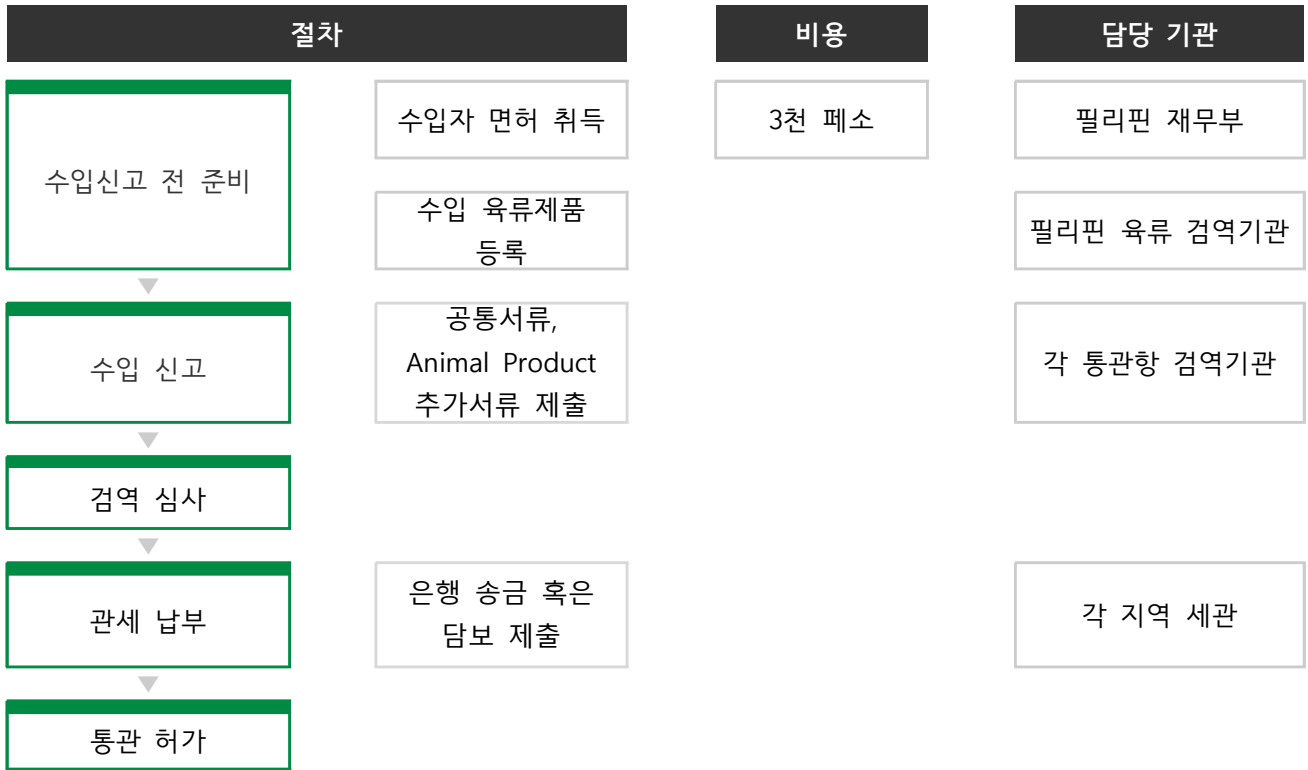 절차
비용
담당 기관
수입신고 전 준비
수입자 면허 취득
3천 페소
필리핀 재무부
수입 육류제품
등록
필리핀 육류 검역기관
수입 신고
공통서류,
Animal Product
추가서류 제출
각 통관항 검역기관
검역 심사
관세 납부
은행 송금 혹은
담보 제출
각 지역 세관
통관 허가